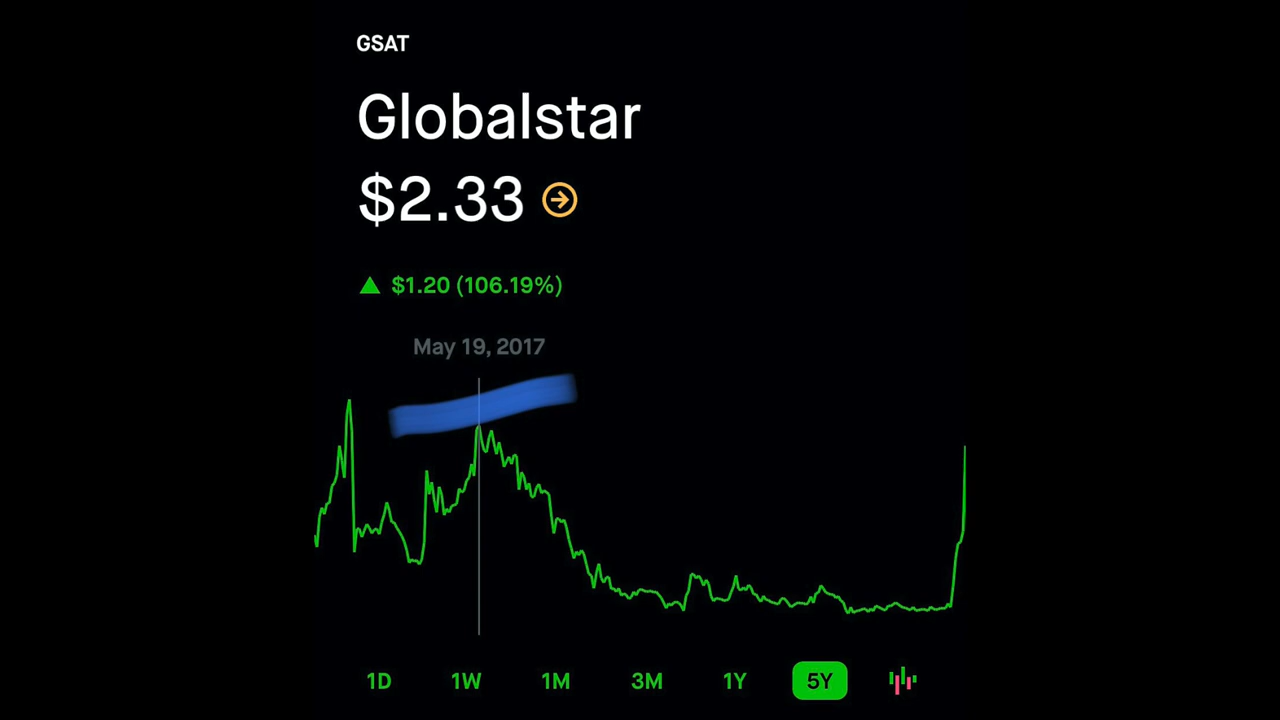 GSAT
Globalstar
$2.33
$1.20 (106.19%)
May 19, 2017
1D 1W 1M 3M 1Y 5Y